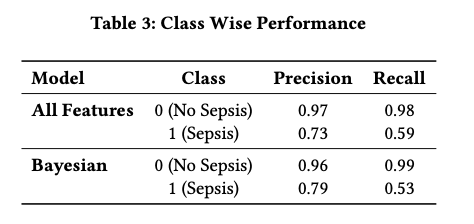 Table 3: Class Wise Performance
Model Class Precision Recall
All Features 0 (No Sepsis) 0.97 0.98
1 (Sepsis) 0.73 0.59
Bayesian 0 (No Sepsis) 0.96 0.99
1 (Sepsis) 0.79 0.53